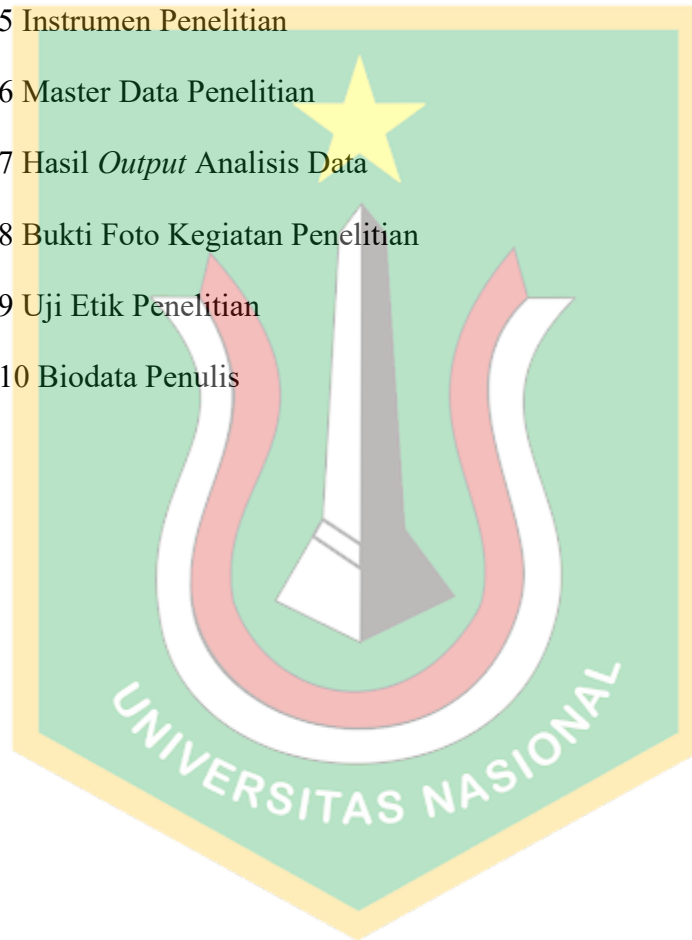 5 Instrumen Penelitian
6 Master Data Penelitian
7 Hasil Output Analisis Data
8 Bukti Foto Kegiatan Penelitian
9 Uji Etik Penelitian
10 Biodata Penulis
UNIVERSITAS NASIONAL